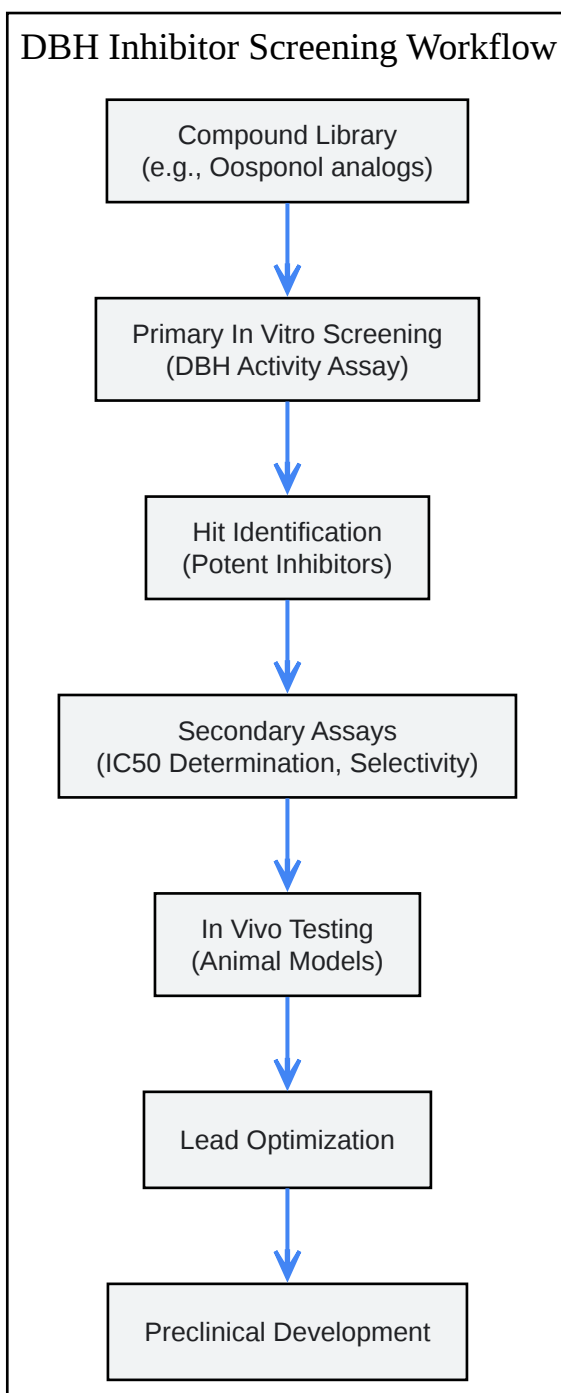 DBH Inhibitor Screening Workflow
Compound Library
(e.g., Oosponol analogs)
Primary In Vitro Screening
(DBH Activity Assay)
Hit Identification
(Potent Inhibitors)
Secondary Assays
(IC50 Determination, Selectivity)
In Vivo Testing
(Animal Models)
Lead Optimization
Preclinical Development